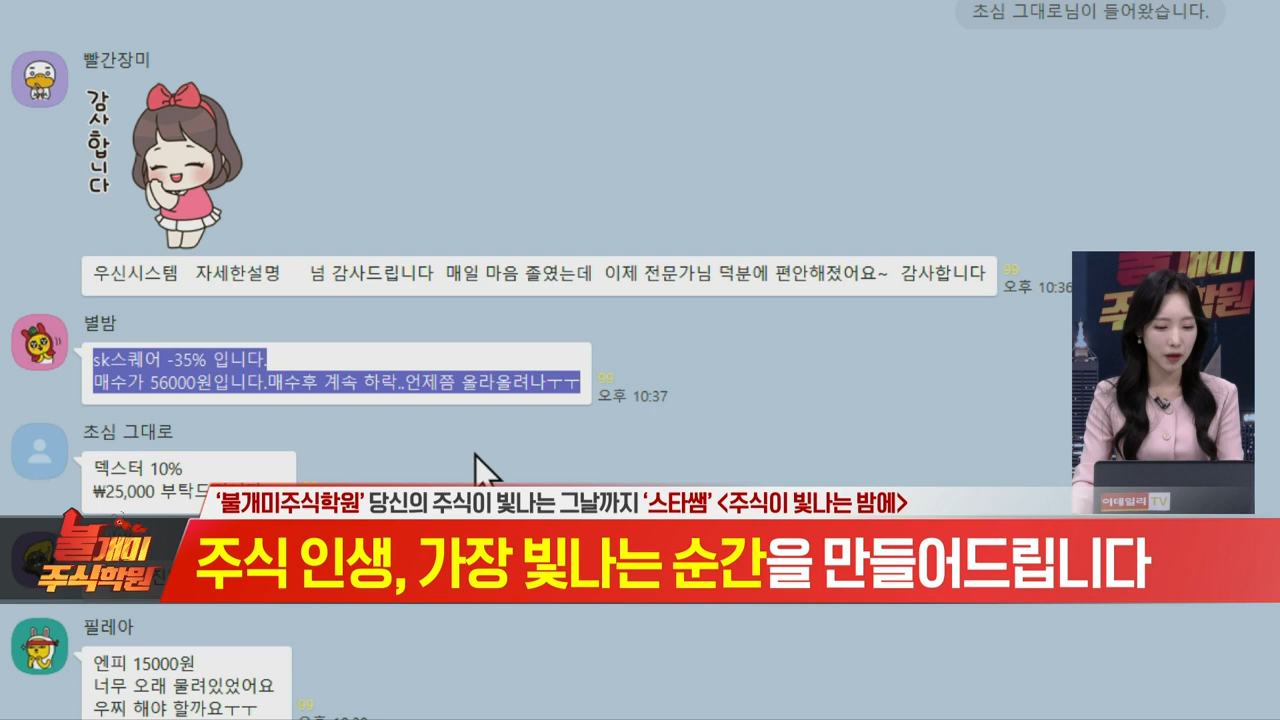 초심 그대로님이 들어왔습니다.
빨간장미
감사합니다
우신시스템 자세한설명 넘 감사드립니다 매일 마음 졸였는데 이제 전문가님 덕분에 편안해졌어요~ 감사합니다
99
오후 10:36
별밤
sk스퀘어 -35% 입니다.
매수가 56000원입니다.매수후 계속 하락..언제쯤 올라올려나ㅜㅜ
99
오후 10:37
초심 그대로
덱스터 10%
₩25,000
불개미
주식학원
이데일리TV
'불개미주식학원' 당신의 주식이 빛나는 그날까지 '스타쌤' <주식이 빛나는 밤에>
불개미
주식학원
주식 인생, 가장 빛나는 순간을 만들어드립니다
필레아
엔피 15000원
너무 오래 물려있었어요
우찌 해야 할까요ㅜㅜ
99